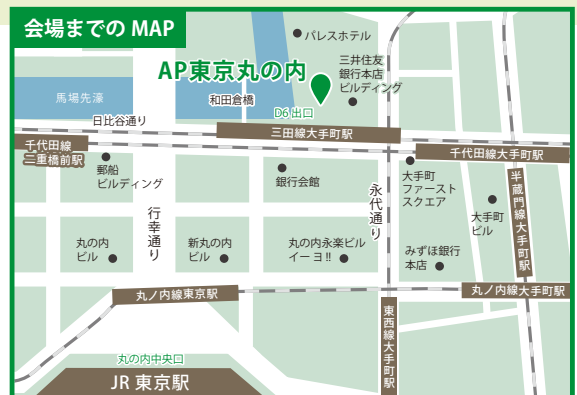 会場までの MAP
パレスホテル
AP東京丸の内
三井住友
銀行本店
ビルディング
馬場先濠
和田倉橋
D6 出口
日比谷通り
三田線大手町駅
千代田線
二重橋前駅
千代田線大手町駅
郵船
ビルディング
銀行会館
大手町
ファースト
スクエア
半蔵門線大手町駅
行幸通り
永代通り
大手町
ビル
丸の内
ビル
新丸の内
ビル
丸の内永楽ビル
イーヨ!!
みずほ銀行
本店
丸ノ内線東京駅
丸ノ内線大手町駅
東西線大手町駅
丸の内中央口
JR 東京駅